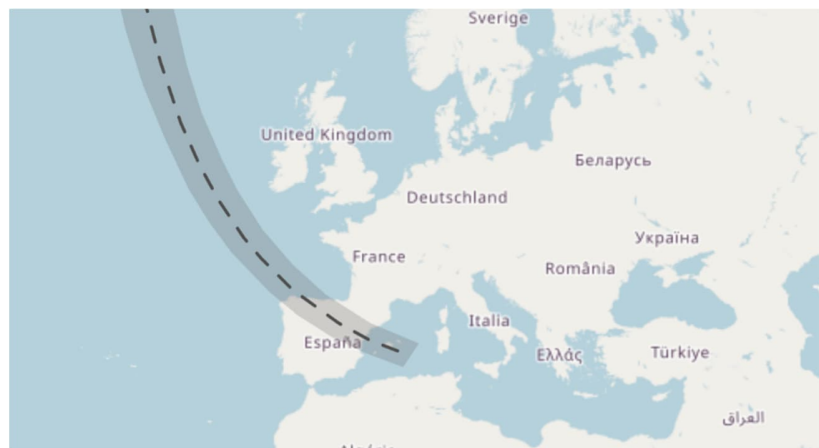 Sverige
United Kingdom
Беларусь
Deutschland
Україна
France
România
Italia
España
Ελλάς
Türkiye
العراق